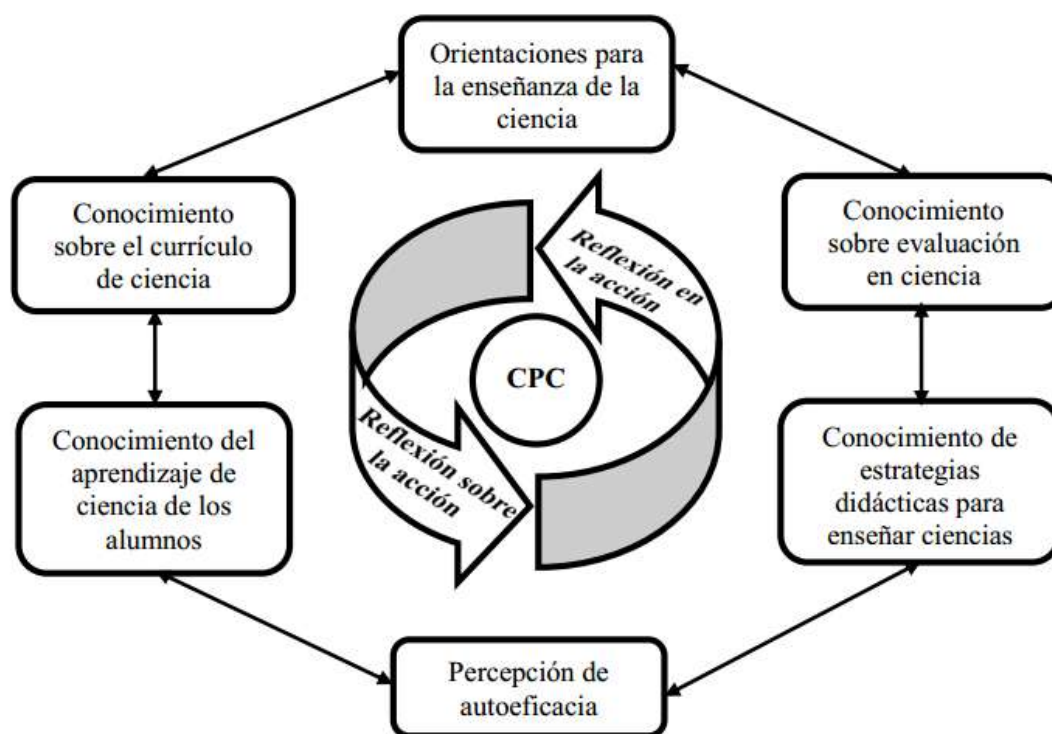 Orientaciones para
la enseñanza de la
ciencia
Conocimiento
sobre el currículo
de ciencia
Conocimiento
sobre evaluación
en ciencia
Reflexión en
la acción
CPC
Reflexión sobre
la acción
Conocimiento del
aprendizaje de
ciencia de los
alumnos
Conocimiento de
estrategias
didácticas para
enseñar ciencias
Percepción de
autoeficacia